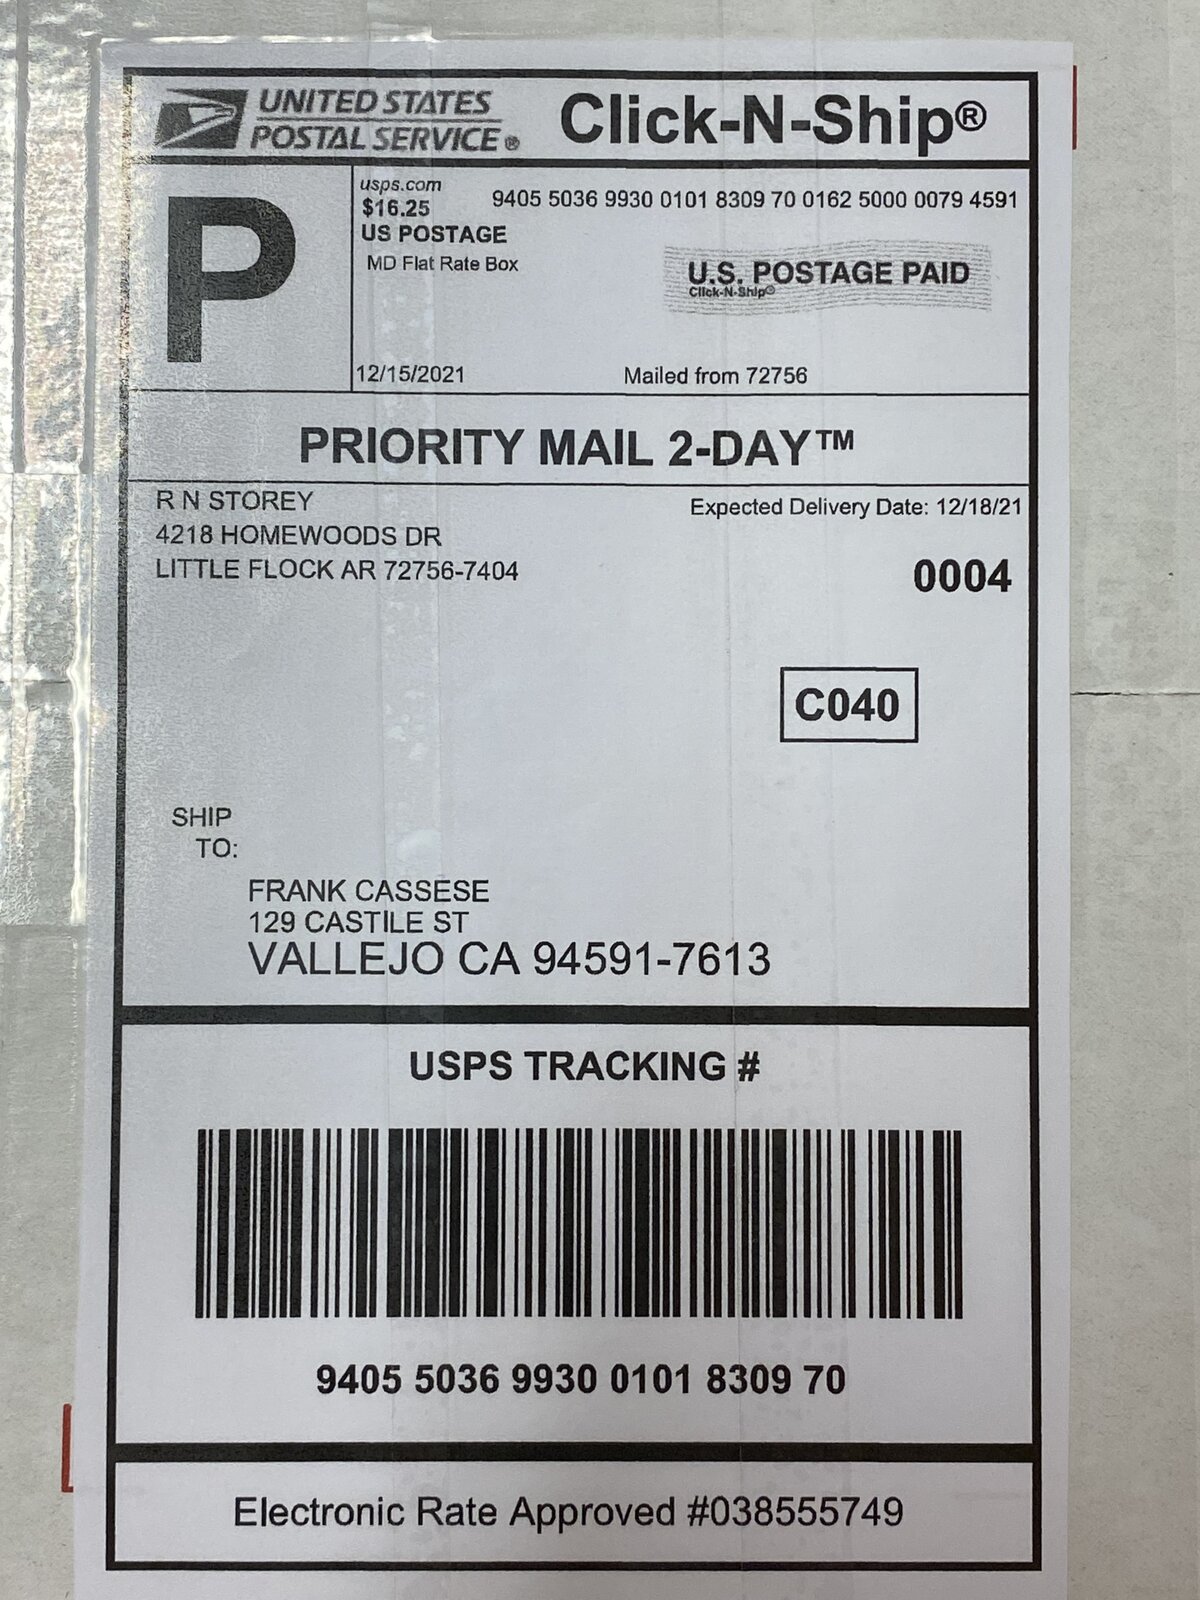 UNITED STATES
POSTAL SERVICE®
Click-N-Ship®
P
usps.com
$16.25
US POSTAGE
MD Flat Rate Box
9405 5036 9930 0101 8309 70 0162 5000 0079 4591
U.S. POSTAGE PAID
Click-N-Ship®
12/15/2021
Mailed from 72756
PRIORITY MAIL 2-DAY™
R N STOREY
4218 HOMEWOODS DR
LITTLE FLOCK AR 72756-7404
Expected Delivery Date: 12/18/21
0004
C040
SHIP
TO:
FRANK CASSESE
129 CASTILE ST
VALLEJO CA 94591-7613
USPS TRACKING #
9405 5036 9930 0101 8309 70
Electronic Rate Approved #038555749